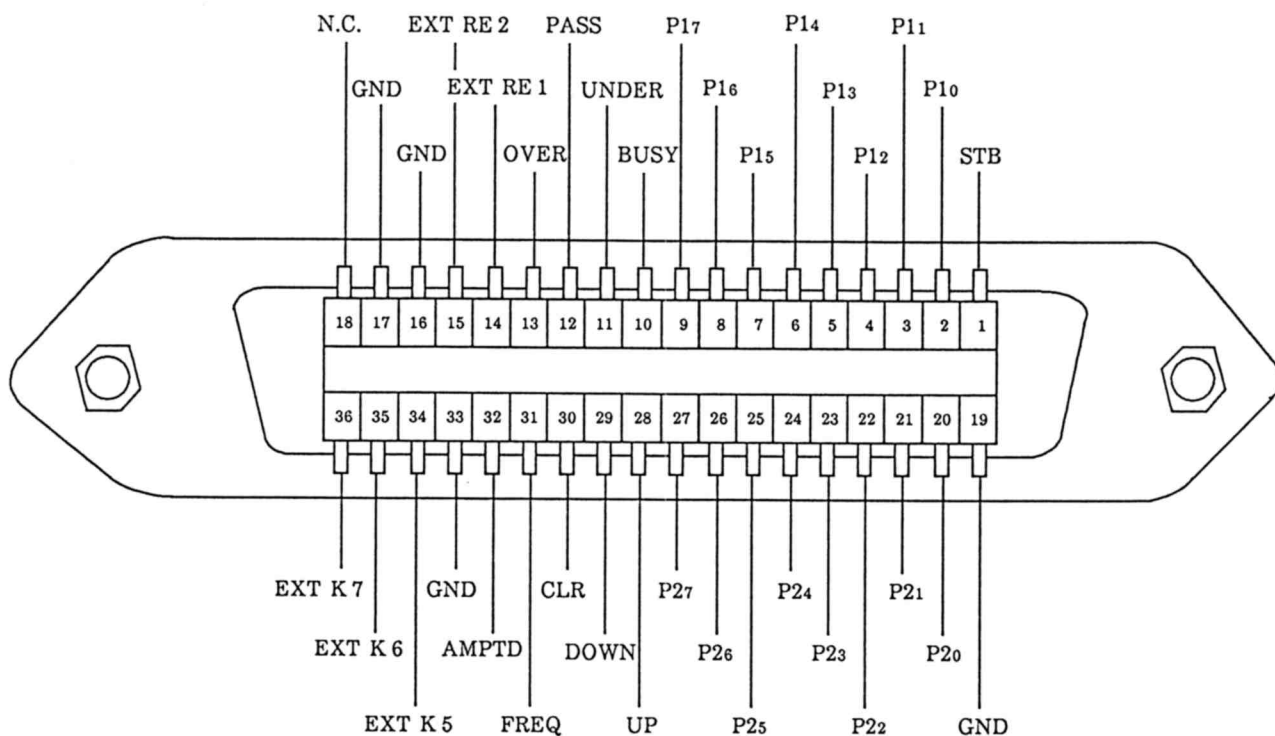 N.C. EXT RE 2 PASS P17 P14 P11
GND EXT RE 1 UNDER P16 P13 P10
GND OVER BUSY P15 P12 STB
18 17 16 15 14 13 12 11 10 9 8 7 6 5 4 3 2 1
36 35 34 33 32 31 30 29 28 27 26 25 24 23 22 21 20 19
EXT K 7 GND CLR P27 P24 P21
EXT K 6 AMPTD DOWN P26 P23 P20
EXT K 5 FREQ UP P25 P22 GND